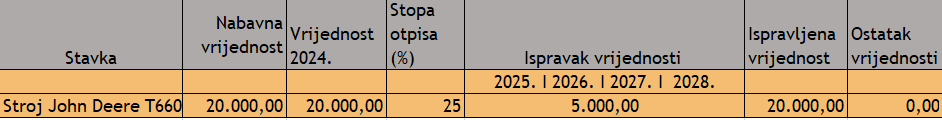 Stavka Nabavna vrijednost Vrijednost 2024. Stopa otpisa (%) Ispravak vrijednosti Ispravljena vrijednost Ostatak vrijednosti
2025. I 2026. I 2027. I 2028.
Stroj John Deere T660 20.000,00 20.000,00 25 5.000,00 20.000,00 0,00